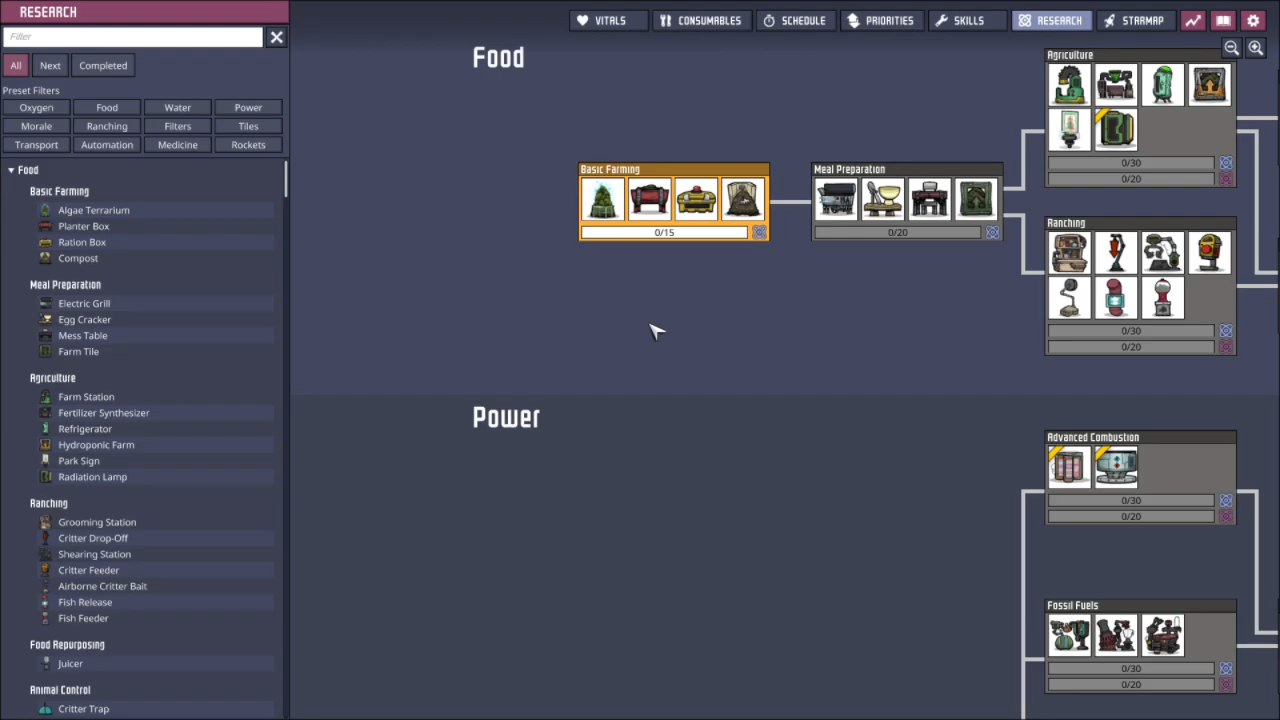 RESEARCH
VITALS
CONSUMABLES
SCHEDULE
PRIORITIES
SKILLS
RESEARCH
STARMAP
Filter
All
Next
Completed
Preset Filters
Oxygen
Food
Water
Power
Morale
Ranching
Filters
Tiles
Transport
Automation
Medicine
Rockets
Food
Basic Farming
Algae Terrarium
Planter Box
Ration Box
Compost
Meal Preparation
Electric Grill
Egg Cracker
Mess Table
Farm Tile
Agriculture
Farm Station
Fertilizer Synthesizer
Refrigerator
Hydroponic Farm
Park Sign
Radiation Lamp
Ranching
Grooming Station
Critter Drop-Off
Shearing Station
Critter Feeder
Airborne Critter Bait
Fish Release
Fish Feeder
Food Repurposing
Juicer
Animal Control
Critter Trap
Food
Basic Farming
0/15
Meal Preparation
0/20
Agriculture
0/30
0/20
Ranching
0/30
0/20
Power
Advanced Combustion
0/30
0/20
Fossil Fuels
0/30
0/20